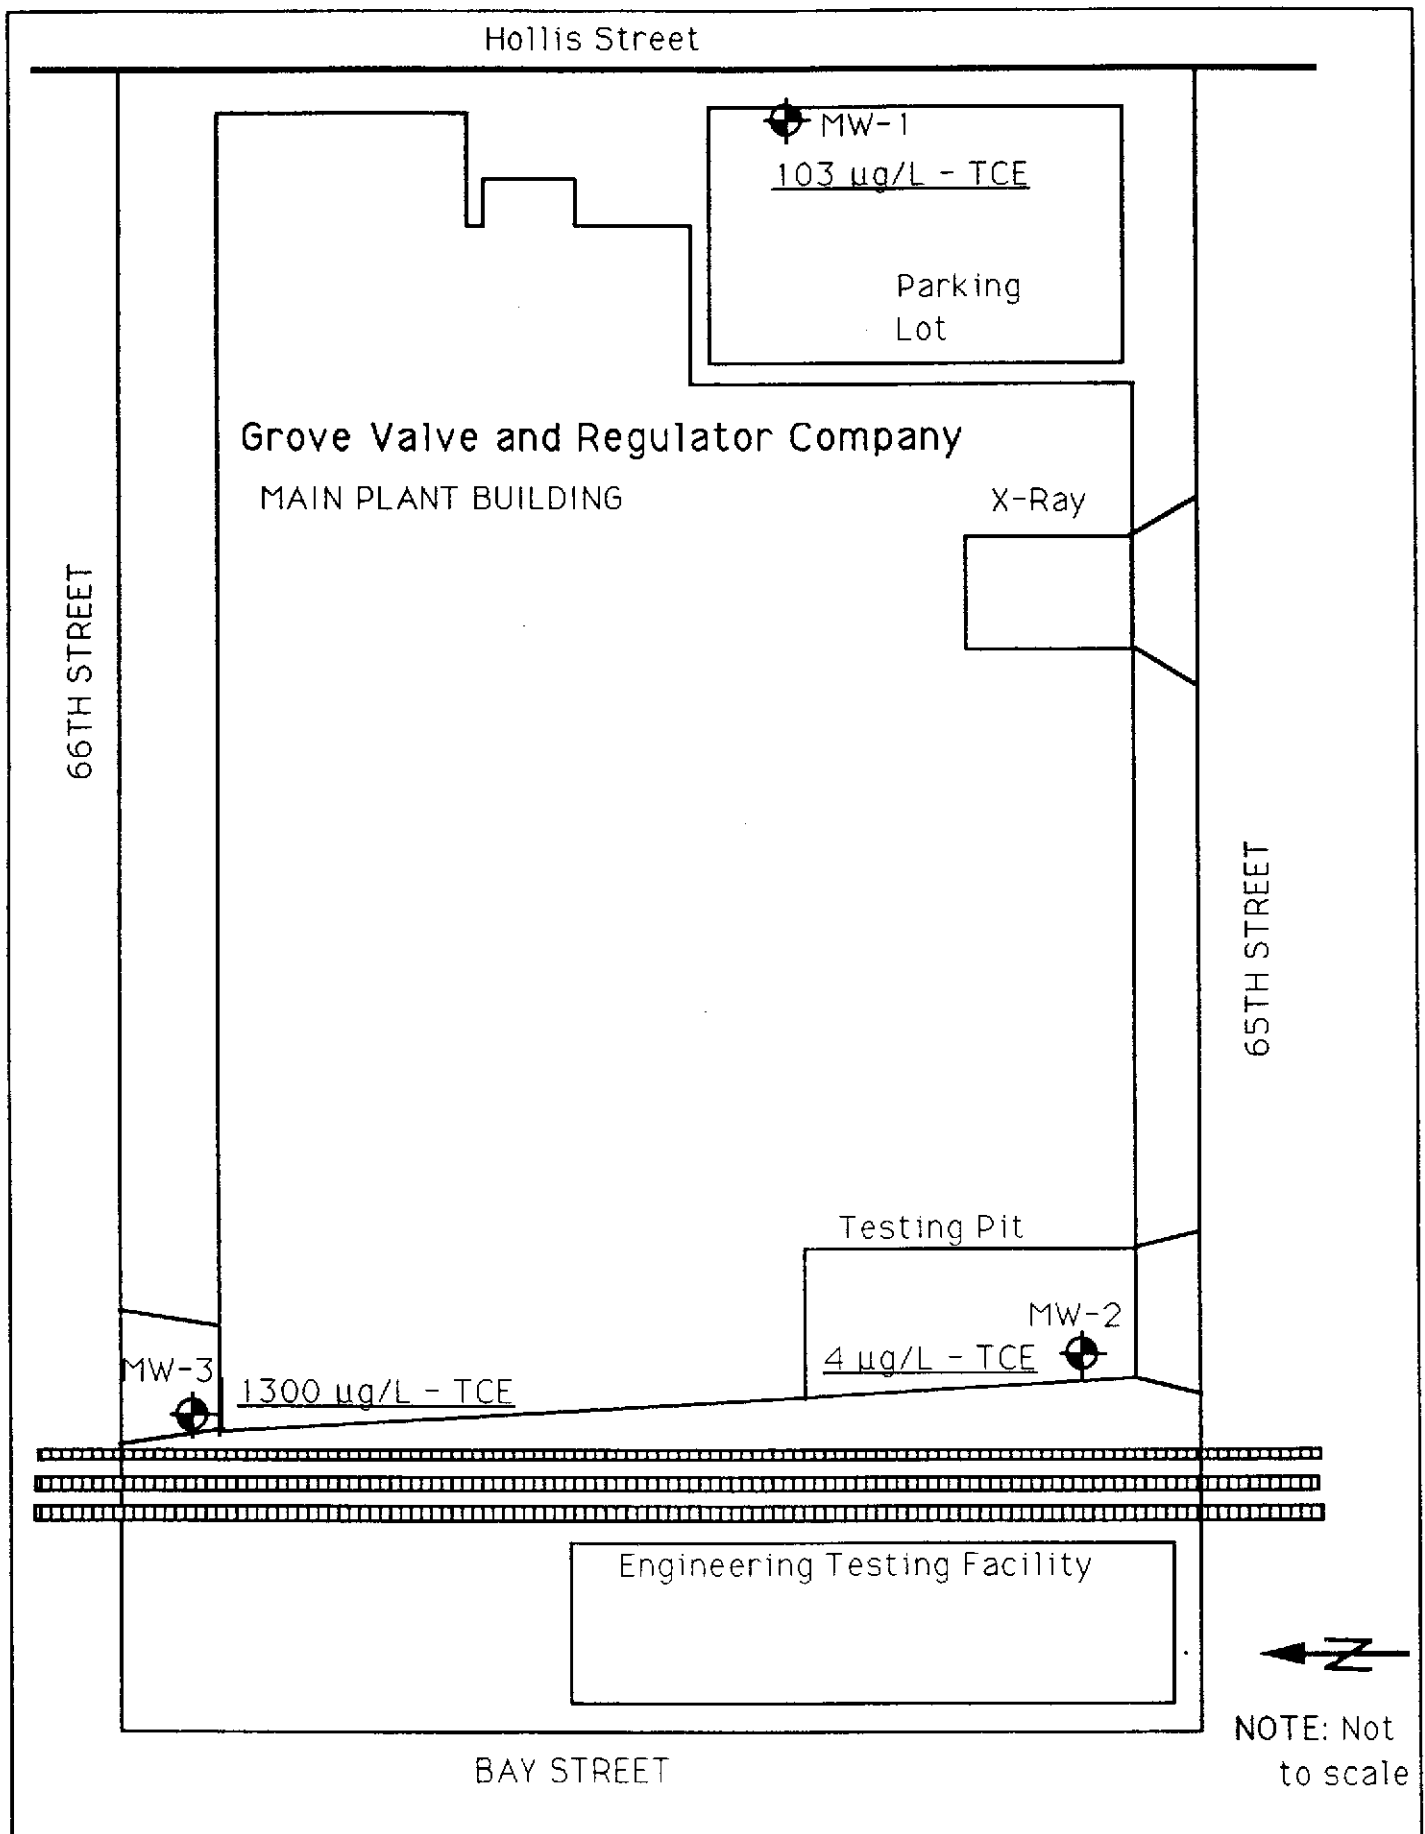 Hollis Street
MW-1
103 µg/L - TCE
Parking
Lot
Grove Valve and Regulator Company
MAIN PLANT BUILDING
X-Ray
66TH STREET
65TH STREET
Testing Pit
MW-2
4 µg/L - TCE
MW-3
1300 µg/L - TCE
Engineering Testing Facility
N
NOTE: Not
to scale
BAY STREET